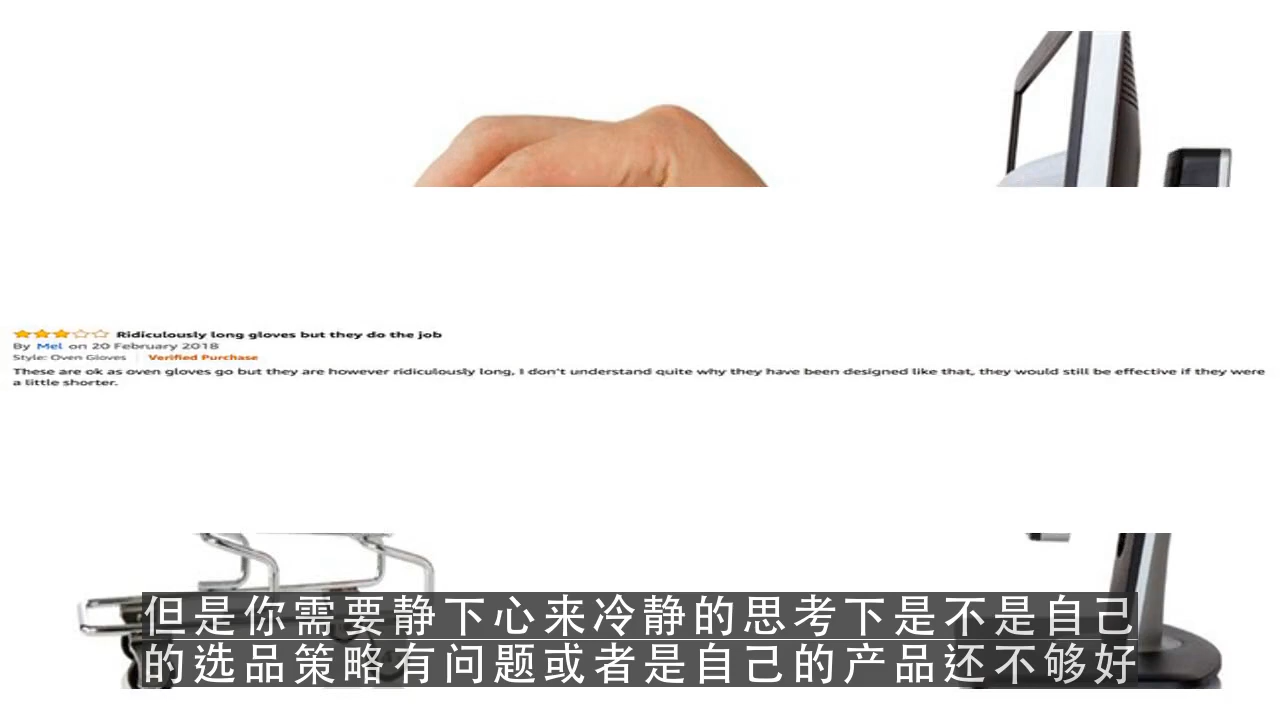 Ridiculously long gloves but they do the job
By Mel on 20 February 2018
Style: Oven Gloves Verified Purchase
These are ok as oven gloves go but they are however ridiculously long, I don't understand quite why they have been designed like that, they would still be effective if they were
a little shorter.
但是你需要静下心来冷静的思考下是不是自己
的选品策略有问题或者是自己的产品还不够好